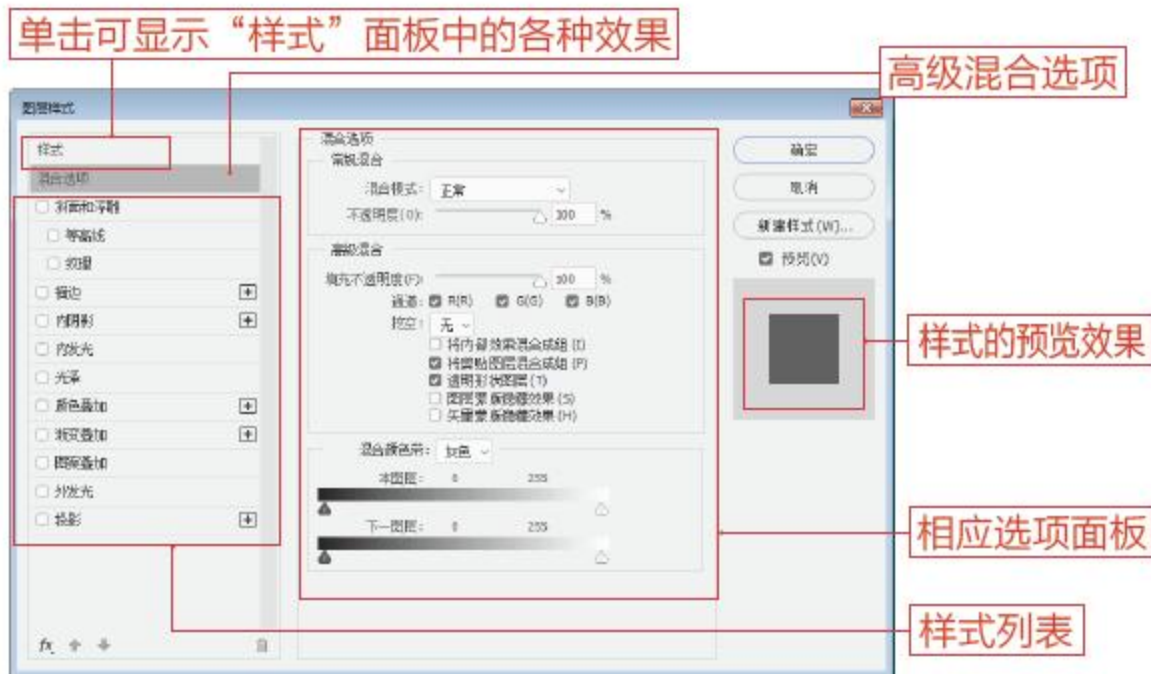 单击可显示“样式”面板中的各种效果
高级混合选项
图层样式
样式
混合选项
斜面和浮雕
等高线
纹理
描边
内阴影
内发光
光泽
颜色叠加
渐变叠加
图案叠加
外发光
投影
fx
混合选项
常规混合
混合模式: 正常
不透明度(O): 100 %
高级混合
填充不透明度(F): 100 %
通道: R(R) G(G) B(B)
挖空: 无
将内部效果混合成组(I)
将剪贴图层混合成组(P)
透明形状图层(T)
图层蒙版隐藏效果(S)
矢量蒙版隐藏效果(H)
混合颜色带: 灰色
本图层: 0 255
下一图层: 0 255
确定
取消
新建样式(W)...
预览(V)
样式的预览效果
相应选项面板
样式列表